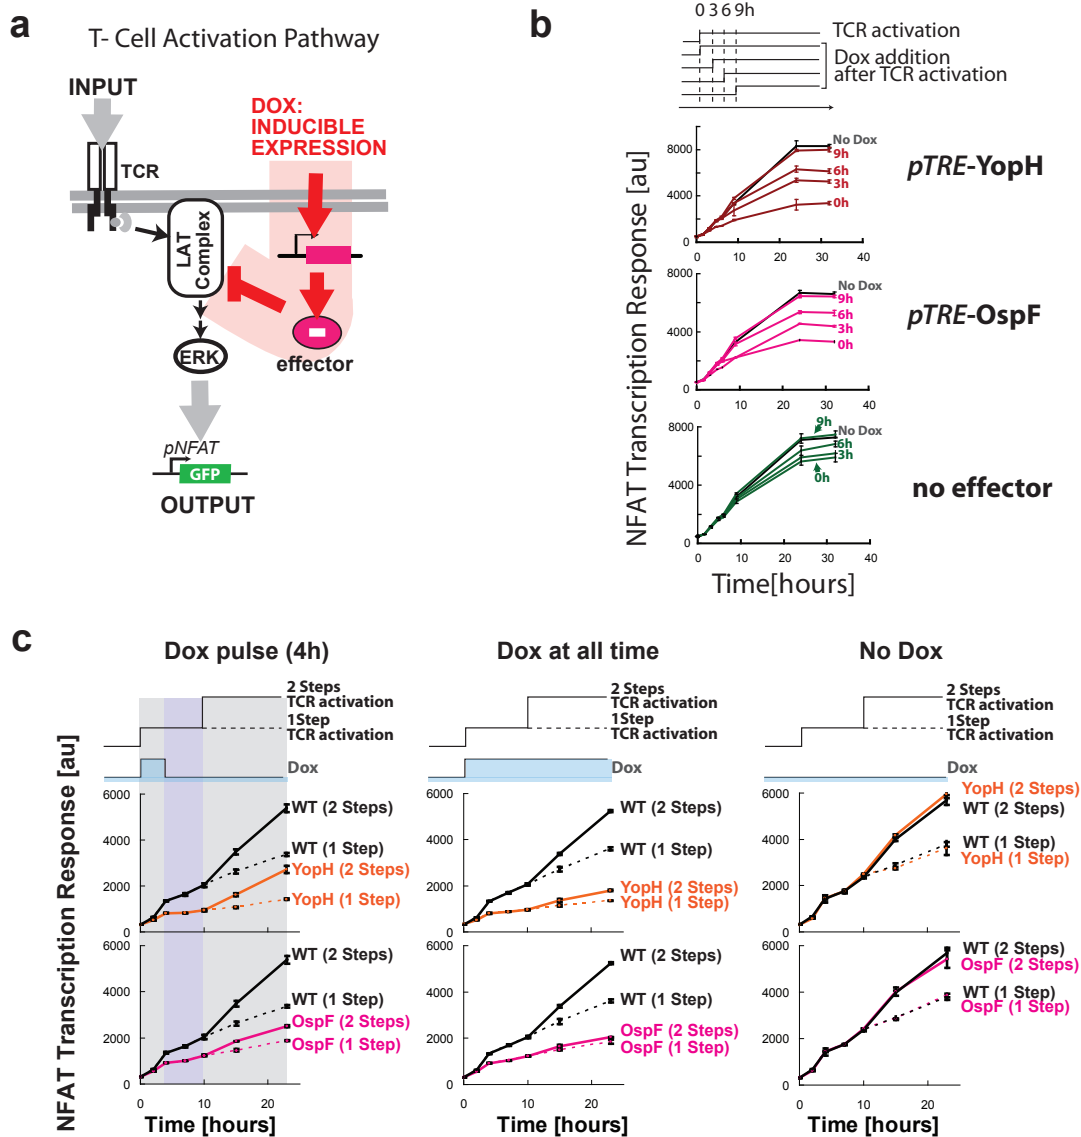 a
T- Cell Activation Pathway
INPUT
DOX:
INDUCIBLE
EXPRESSION
TCR
LAT
Complex
ERK
effector
pNFAT
GFP
OUTPUT
b
0 3 6 9h
TCR activation
Dox addition
after TCR activation
NFAT Transcription Response [au]
8000
4000
0
No Dox
9h
6h
3h
0h
0 10 20 30 40
pTRE-YopH
8000
4000
0
No Dox
9h
6h
3h
0h
0 10 20 30 40
pTRE-OspF
8000
4000
0
9h
No Dox
6h
3h
0h
0 10 20 30 40
no effector
Time[hours]
c
Dox pulse (4h)
Dox at all time
No Dox
2 Steps
TCR activation
1Step
TCR activation
Dox
2 Steps
TCR activation
1Step
TCR activation
Dox
2 Steps
TCR activation
1Step
TCR activation
Dox
NFAT Transcription Response [au]
6000
4000
2000
0
WT (2 Steps)
WT (1 Step)
YopH (2 Steps)
YopH (1 Step)
6000
4000
2000
0
WT (2 Steps)
WT (1 Step)
YopH (2 Steps)
YopH (1 Step)
6000
4000
2000
0
YopH (2 Steps)
WT (2 Steps)
WT (1 Step)
YopH (1 Step)
6000
4000
2000
0
WT (2 Steps)
WT (1 Step)
OspF (2 Steps)
OspF (1 Step)
0 10 20
Time [hours]
6000
4000
2000
0
WT (2 Steps)
WT (1 Step)
OspF (2 Steps)
OspF (1 Step)
0 10 20
Time [hours]
6000
4000
2000
0
WT (2 Steps)
OspF (2 Steps)
WT (1 Step)
OspF (1 Step)
0 10 20
Time [hours]